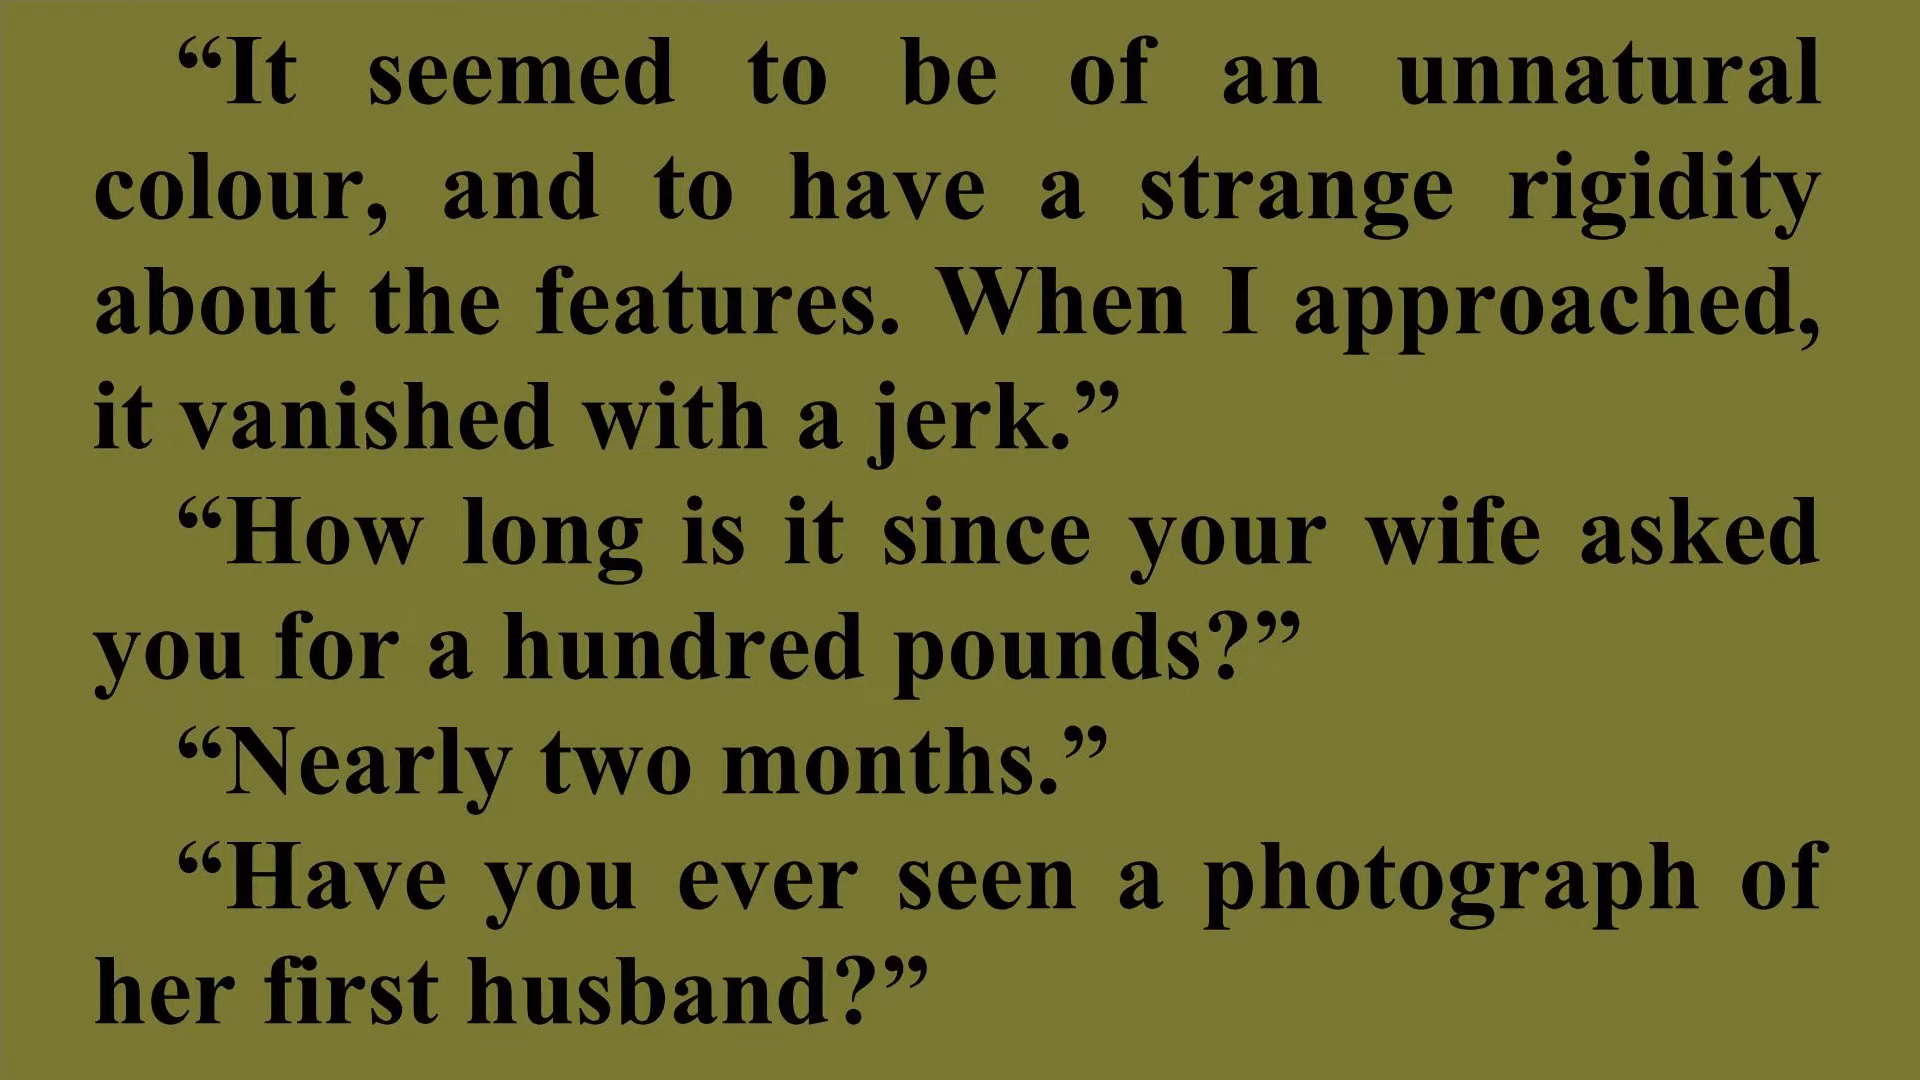 “It seemed to be of an unnatural
colour, and to have a strange rigidity
about the features. When I approached,
it vanished with a jerk.”
“How long is it since your wife asked
you for a hundred pounds?”
“Nearly two months.”
“Have you ever seen a photograph of
her first husband?”